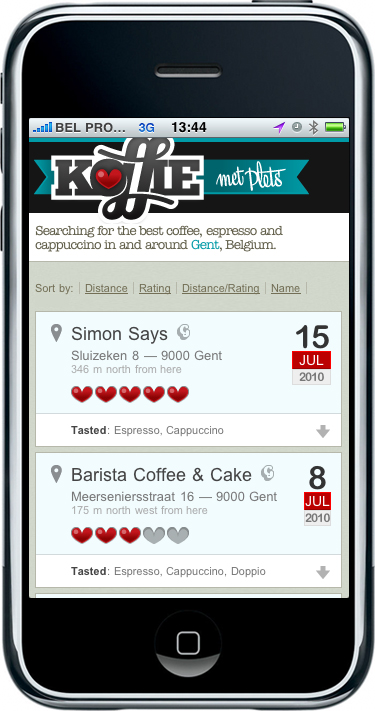 BEL PRO... 3G 13:44
KOffIE met plets
Searching for the best coffee, espresso and
cappuccino in and around Gent, Belgium.
Sort by: Distance Rating Distance/Rating Name
Simon Says
Sluizeken 8 — 9000 Gent
346 m north from here
15
JUL
2010
Tasted: Espresso, Cappuccino
Barista Coffee & Cake
Meerseniersstraat 16 — 9000 Gent
175 m north west from here
8
JUL
2010
Tasted: Espresso, Cappuccino, Doppio